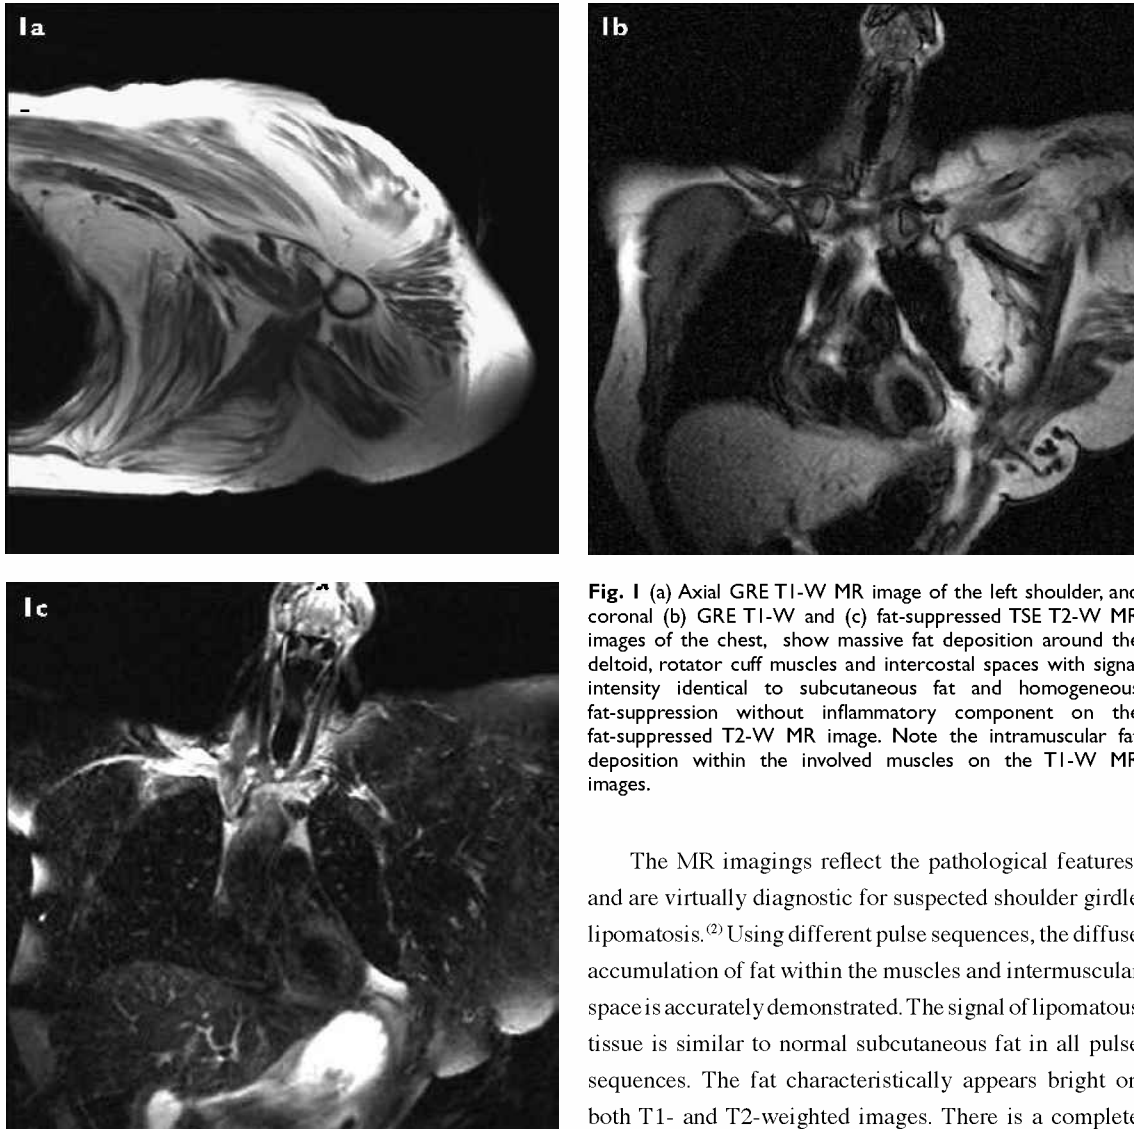 1a
1b
1c
Fig. 1 (a) Axial GRE T1-W MR image of the left shoulder, and
coronal (b) GRE T1-W and (c) fat-suppressed TSE T2-W MR
images of the chest, show massive fat deposition around the
deltoid, rotator cuff muscles and intercostal spaces with signal
intensity identical to subcutaneous fat and homogeneous
fat-suppression without inflammatory component on the
fat-suppressed T2-W MR image. Note the intramuscular fat
deposition within the involved muscles on the T1-W MR
images.
The MR imagings reflect the pathological features
and are virtually diagnostic for suspected shoulder girdle
lipomatosis.(2) Using different pulse sequences, the diffuse
accumulation of fat within the muscles and intermuscular
space is accurately demonstrated. The signal of lipomatous
tissue is similar to normal subcutaneous fat in all pulse
sequences. The fat characteristically appears bright on
both T1- and T2-weighted images. There is a complete